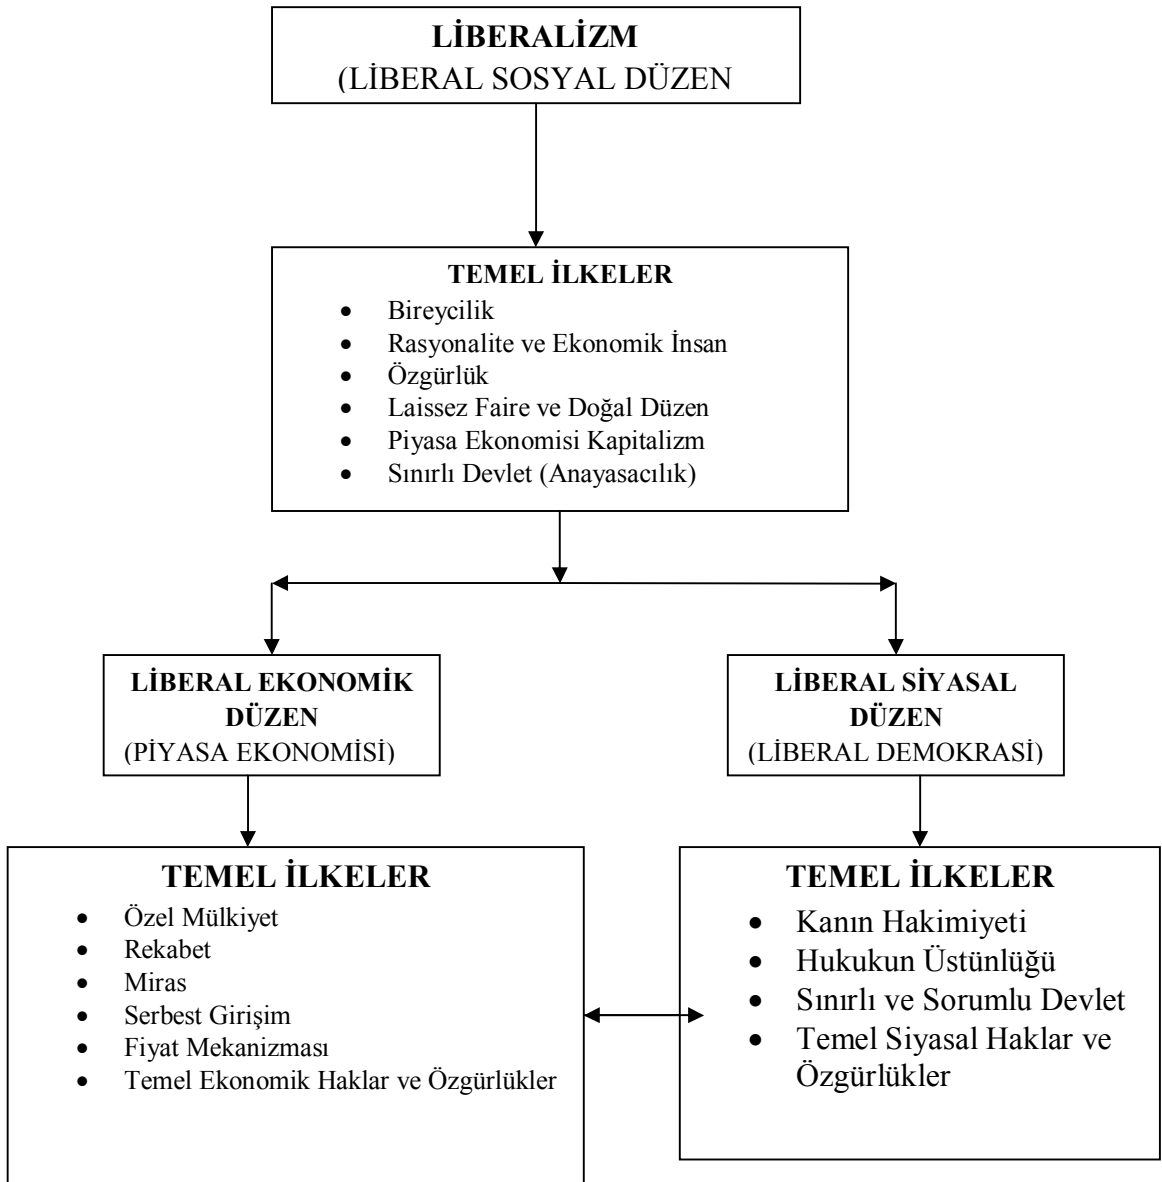 LİBERALİZM
(LİBERAL SOSYAL DÜZEN
TEMEL İLKELER
• Bireycilik
• Rasyonalite ve Ekonomik İnsan
• Özgürlük
• Laissez Faire ve Doğal Düzen
• Piyasa Ekonomisi Kapitalizm
• Sınırlı Devlet (Anayasacılık)
LİBERAL EKONOMİK
DÜZEN
(PİYASA EKONOMİSİ)
LİBERAL SİYASAL
DÜZEN
(LİBERAL DEMOKRASİ)
TEMEL İLKELER
• Özel Mülkiyet
• Rekabet
• Miras
• Serbest Girişim
• Fiyat Mekanizması
• Temel Ekonomik Haklar ve Özgürlükler
TEMEL İLKELER
• Kanın Hakimiyeti
• Hukukun Üstünlüğü
• Sınırlı ve Sorumlu Devlet
• Temel Siyasal Haklar ve
Özgürlükler